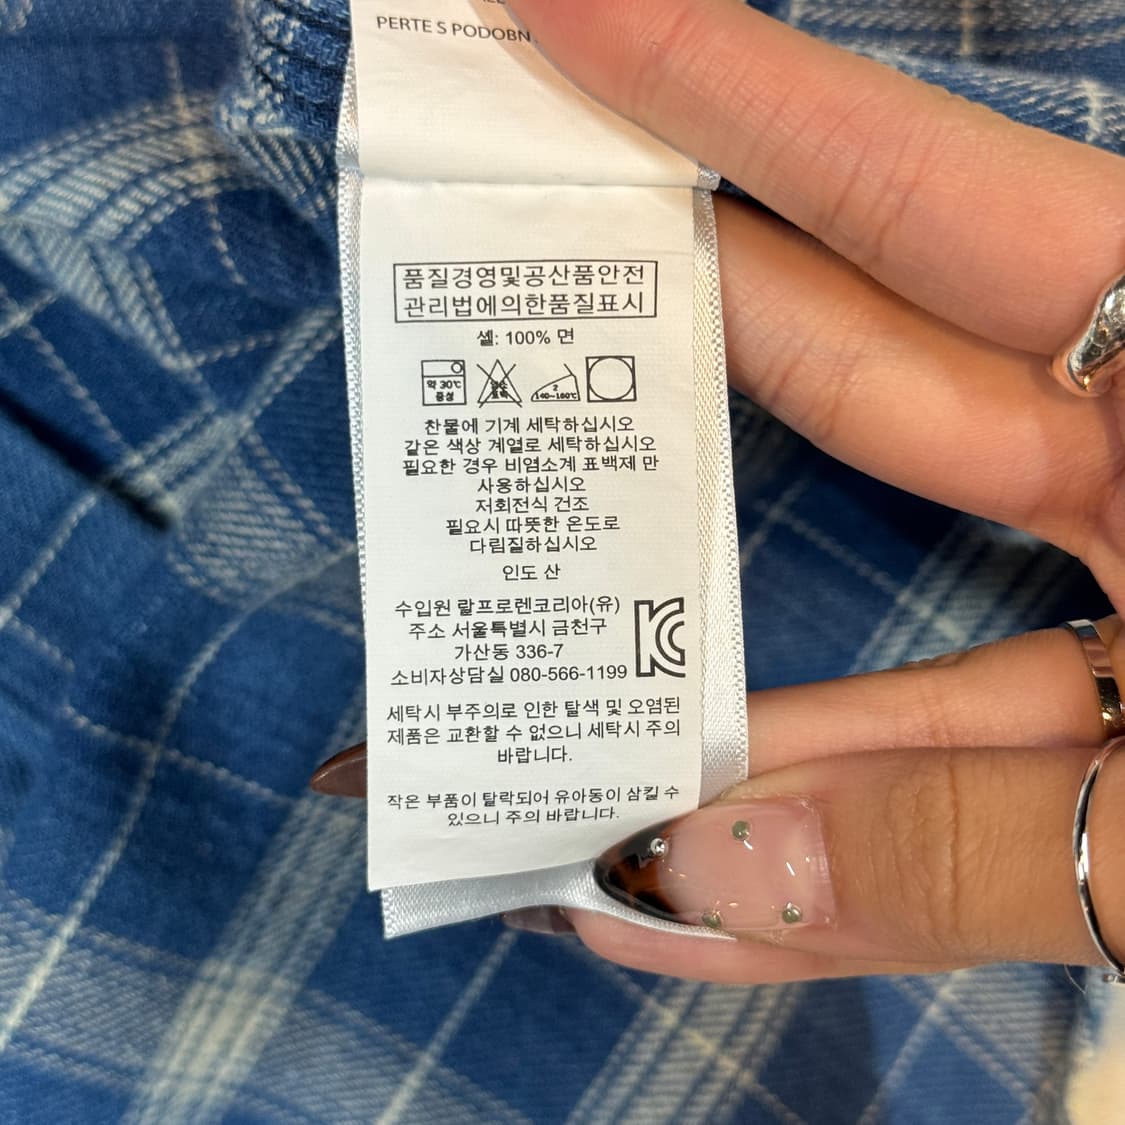 PERTE S PODOBN
품질경영및공산품안전
관리법에의한품질표시
셸: 100% 면
약 30℃
중성
염소
표백
2
140~160℃
찬물에 기계 세탁하십시오
같은 색상 계열로 세탁하십시오
필요한 경우 비염소계 표백제 만
사용하십시오
저회전식 건조
필요시 따뜻한 온도로
다림질하십시오
인도 산
수입원 랄프로렌코리아(유)
주소 서울특별시 금천구
가산동 336-7
소비자상담실 080-566-1199
세탁시 부주의로 인한 탈색 및 오염된
제품은 교환할 수 없으니 세탁시 주의
바랍니다.
작은 부품이 탈락되어 유아동이 삼킬 수
있으니 주의 바랍니다.